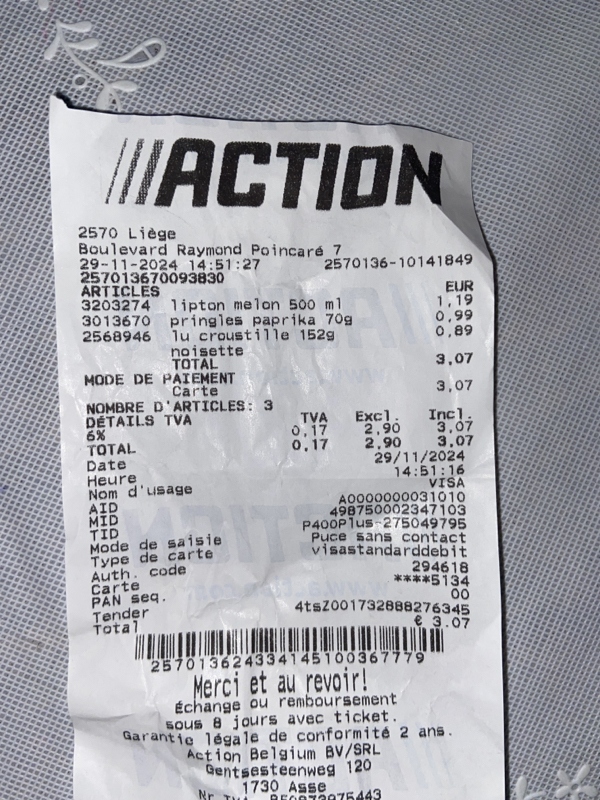 ///ACTION
2570 Liège
Boulevard Raymond Poincaré 7
29-11-2024 14:51:27 2570136-10141849
257013670093830
ARTICLES EUR
3203274 lipton melon 500 ml 1,19
3013670 pringles paprika 70g 0,99
2568946 lu croustille 152g 0,89
noisette
TOTAL 3,07
MODE DE PAIEMENT
Carte 3,07
NOMBRE D'ARTICLES: 3
DÉTAILS TVA TVA Excl. Incl.
6% 0,17 2,90 3,07
TOTAL 0,17 2,90 3,07
Date 29/11/2024
Heure 14:51:16
Nom d'usage VISA
AID A0000000031010
MID 498750002347103
TID P400Plus-275049795
Mode de saisie Puce sans contact
Type de carte visastandarddebit
Auth. code 294618
Carte ****5134
PAN seq. 00
Tender 4tsZ001732888276345
Total € 3.07
257013624334145100367779
Merci et au revoir!
Échange ou remboursement
sous 8 jours avec ticket.
Garantie légale de conformité 2 ans.
Action Belgium BV/SRL
Gentsesteenweg 120
1730 Asse
Nr TVA